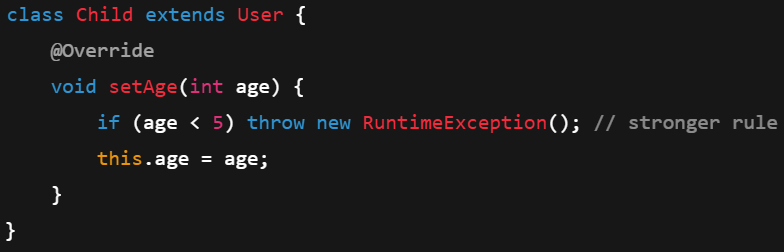 class Child extends User {
    @Override
    void setAge(int age) {
        if (age < 5) throw new RuntimeException(); // stronger rule
        this.age = age;
    }
}